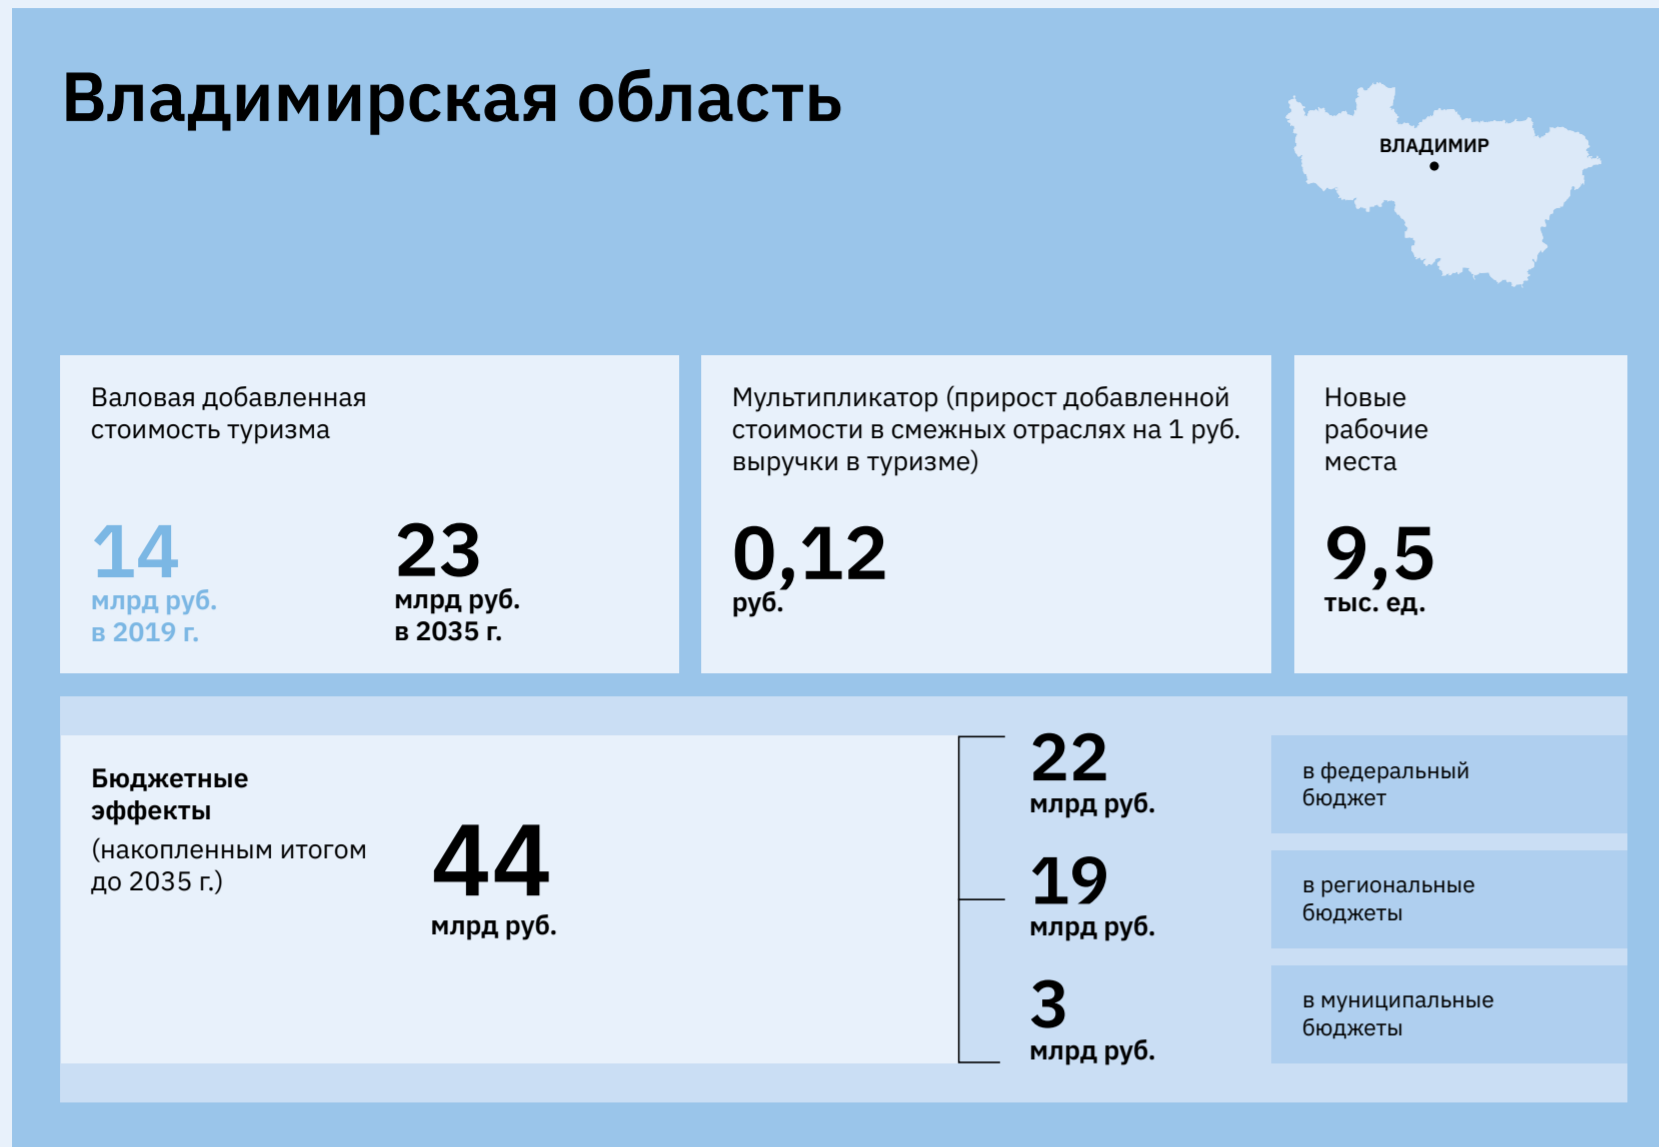 Владимирская область
ВЛАДИМИР
Валовая добавленная
стоимость туризма
14
млрд руб.
в 2019 г.
23
млрд руб.
в 2035 г.
Мультипликатор (прирост добавленной
стоимости в смежных отраслях на 1 руб.
выручки в туризме)
0,12
руб.
Новые
рабочие
места
9,5
тыс. ед.
Бюджетные
эффекты
(накопленным итогом
до 2035 г.)
44
млрд руб.
22
млрд руб.
в федеральный
бюджет
19
млрд руб.
в региональные
бюджеты
3
млрд руб.
в муниципальные
бюджеты